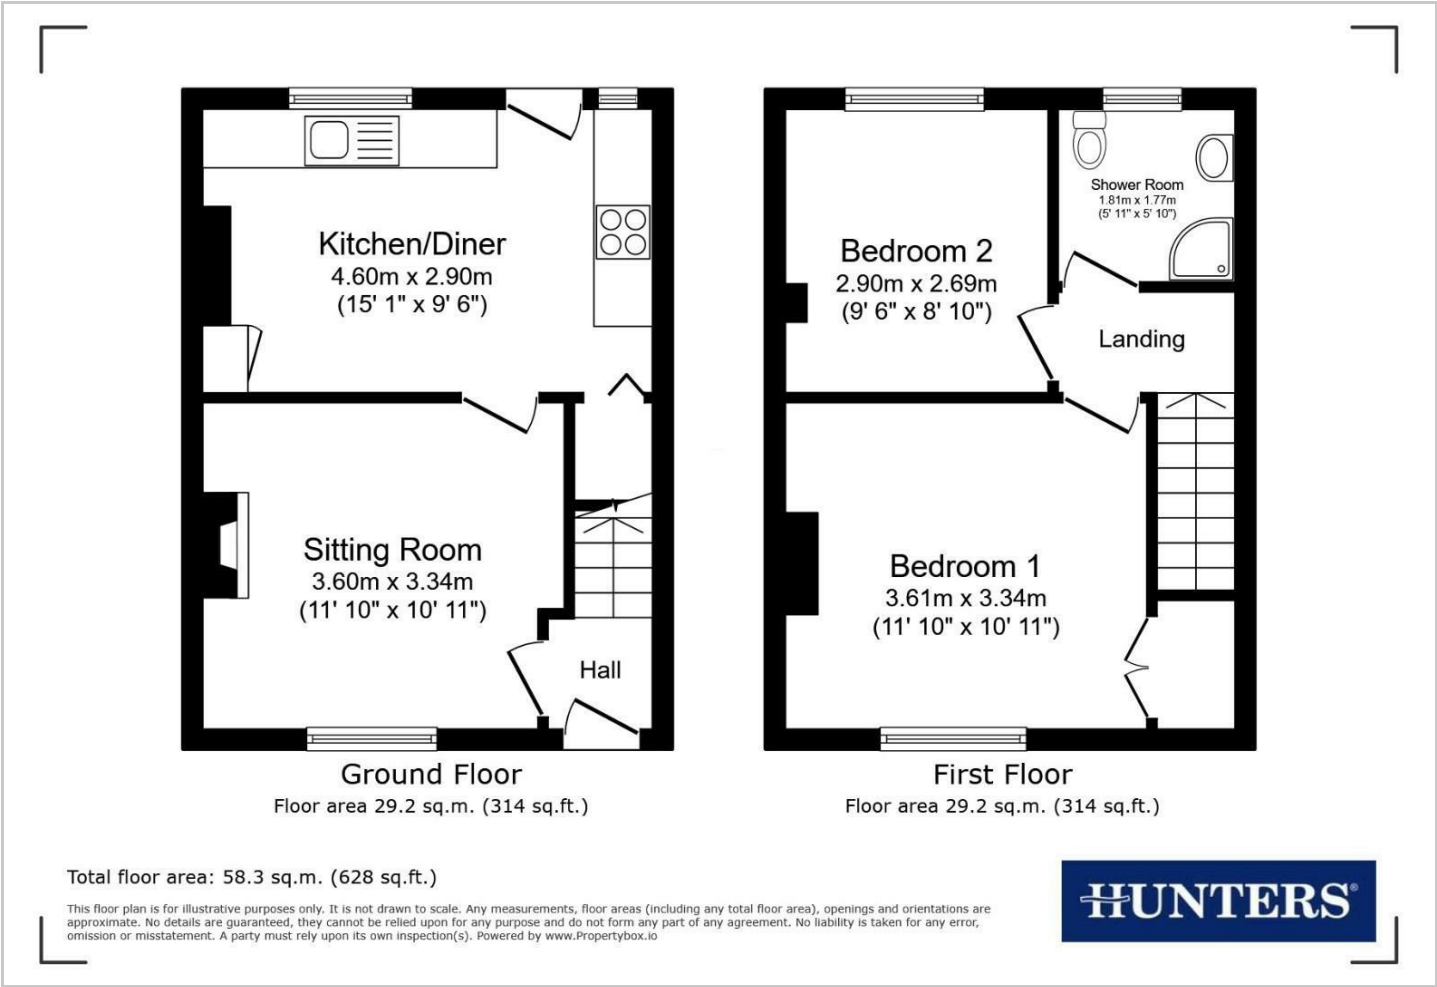 Kitchen/Diner
4.60m x 2.90m
(15' 1" x 9' 6")
Sitting Room
3.60m x 3.34m
(11' 10" x 10' 11")
Hall
Ground Floor
Floor area 29.2 sq.m. (314 sq.ft.)
Shower Room
1.81m x 1.77m
(5' 11" x 5' 10")
Bedroom 2
2.90m x 2.69m
(9' 6" x 8' 10")
Landing
Bedroom 1
3.61m x 3.34m
(11' 10" x 10' 11")
First Floor
Floor area 29.2 sq.m. (314 sq.ft.)
Total floor area: 58.3 sq.m. (628 sq.ft.)
This floor plan is for illustrative purposes only. It is not drawn to scale. Any measurements, floor areas (including any total floor area), openings and orientations are
approximate. No details are guaranteed, they cannot be relied upon for any purpose and do not form any part of any agreement. No liability is taken for any error,
omission or misstatement. A party must rely upon its own inspection(s). Powered by www.Propertybox.io
HUNTERS®